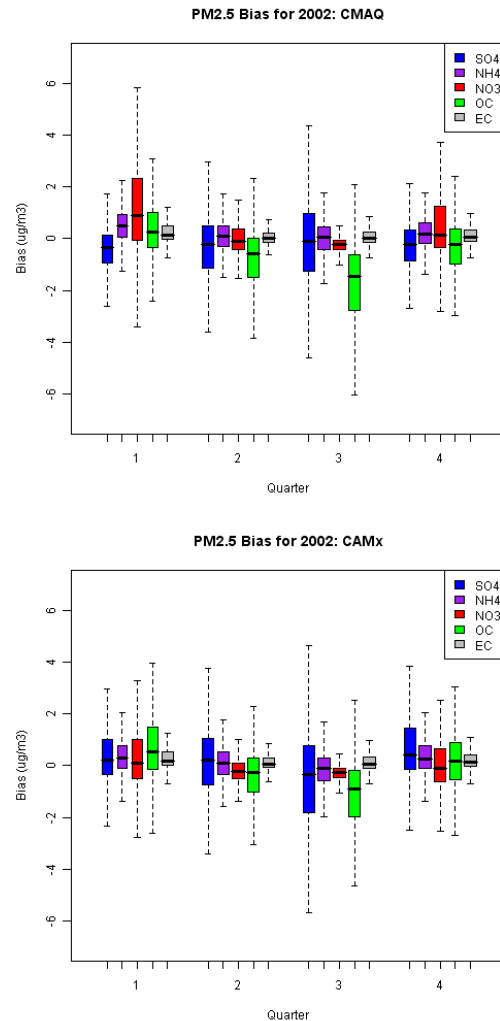 PM2.5 Bias for 2002: CMAQ
SO4
NH4
NO3
OC
EC
Bias (ug/m3)
6
4
2
0
-2
-4
-6
1 2 3 4
Quarter
PM2.5 Bias for 2002: CAMx
SO4
NH4
NO3
OC
EC
Bias (ug/m3)
6
4
2
0
-2
-4
-6
1 2 3 4
Quarter